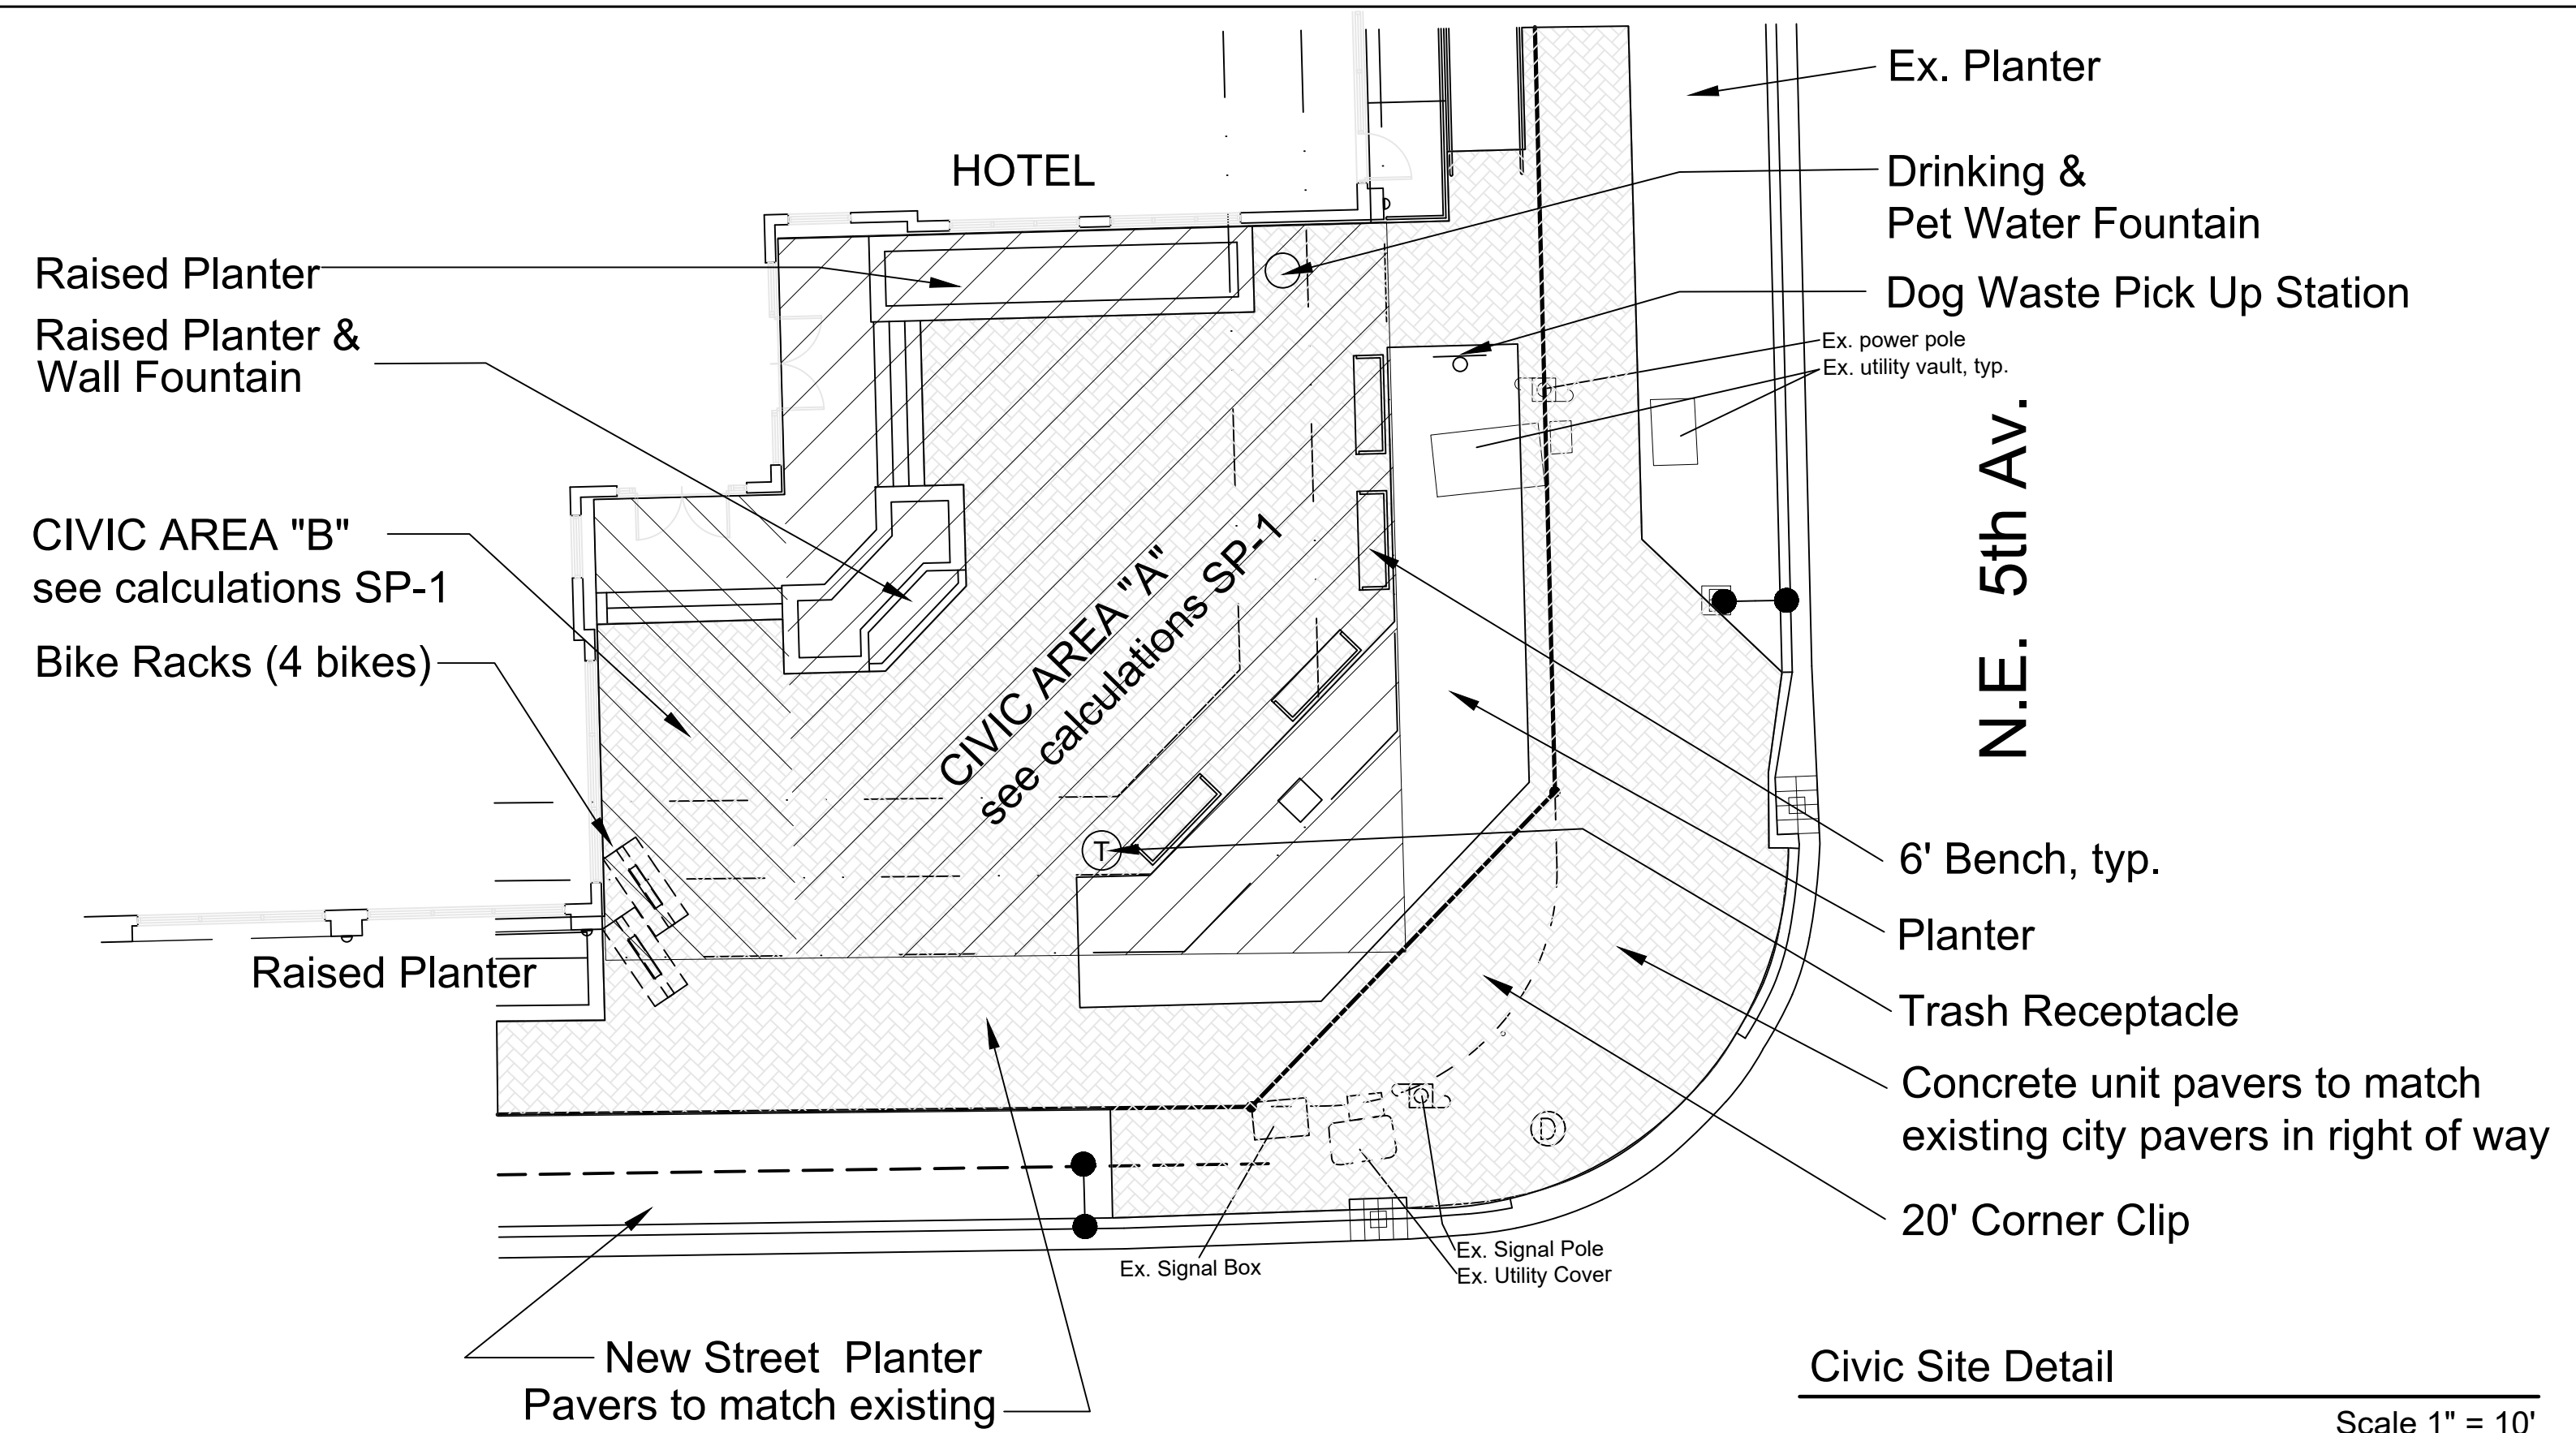 Ex. Planter
HOTEL
Drinking &
Pet Water Fountain
Raised Planter
Dog Waste Pick Up Station
Raised Planter &
Wall Fountain
Ex. power pole
Ex. utility vault, typ.
N.E. 5th Av.
CIVIC AREA "B"
see calculations SP-1
CIVIC AREA "A"
see calculations SP-1
Bike Racks (4 bikes)
T
6' Bench, typ.
Planter
Raised Planter
Trash Receptacle
Concrete unit pavers to match
existing city pavers in right of way
D
20' Corner Clip
Ex. Signal Box
Ex. Signal Pole
Ex. Utility Cover
New Street Planter
Pavers to match existing
Civic Site Detail
Scale 1" = 10'